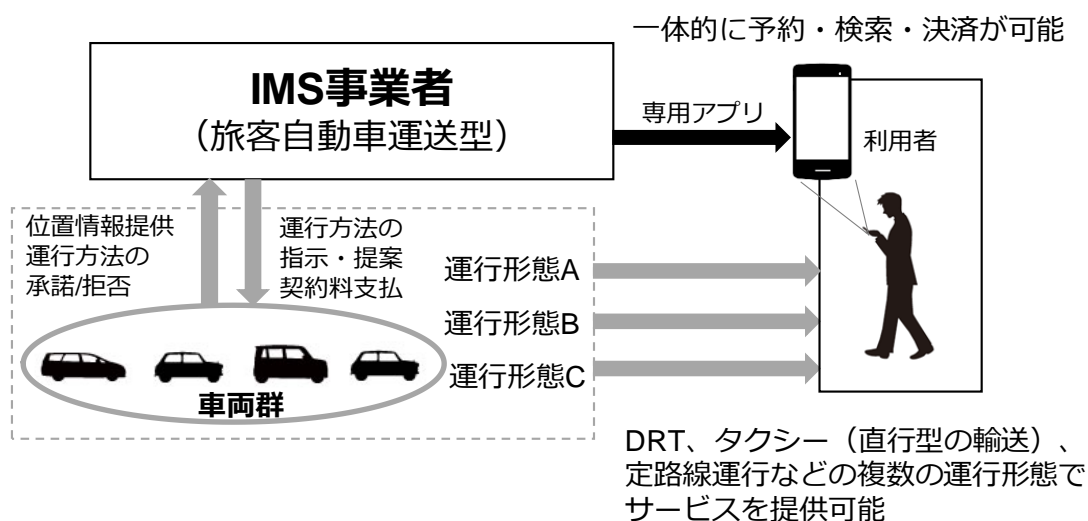 一体的に予約・検索・決済が可能
IMS事業者
（旅客自動車運送型）
専用アプリ
利用者
位置情報提供
運行方法の
承諾/拒否
運行方法の
指示・提案
契約料支払
運行形態A
運行形態B
運行形態C
車両群
DRT、タクシー（直行型の輸送）、
定路線運行などの複数の運行形態で
サービスを提供可能